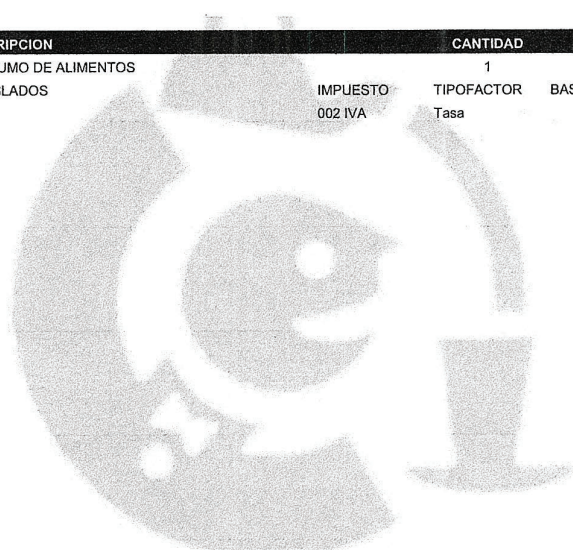 RIPCION CANTIDAD
UMO DE ALIMENTOS 1
LADOS IMPUESTO TIPOFACTOR BAS
002 IVA Tasa